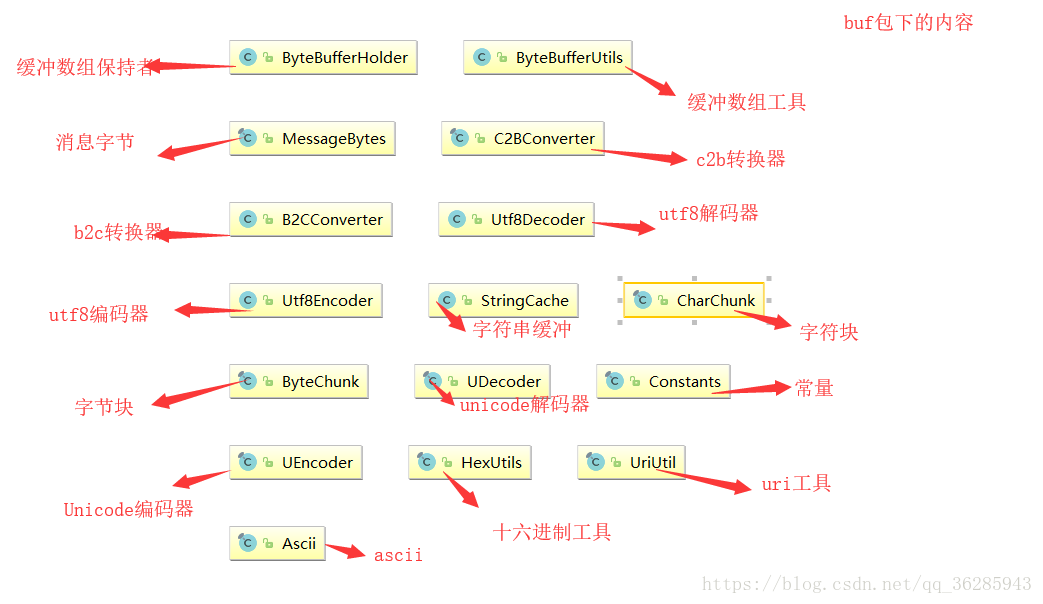 buf包下的内容
ByteBufferHolder
ByteBufferUtils
缓冲数组保持者
缓冲数组工具
消息字节
MessageBytes
C2BConverter
c2b转换器
B2CConverter
Utf8Decoder
utf8解码器
b2c转换器
Utf8Encoder
StringCache
CharChunk
utf8编码器
字符串缓冲
字符块
ByteChunk
UDecoder
Constants
常量
字节块
unicode解码器
UEncoder
HexUtils
UriUtil
uri工具
Unicode编码器
十六进制工具
Ascii
ascii
https://blog.csdn.net/qq_36285943